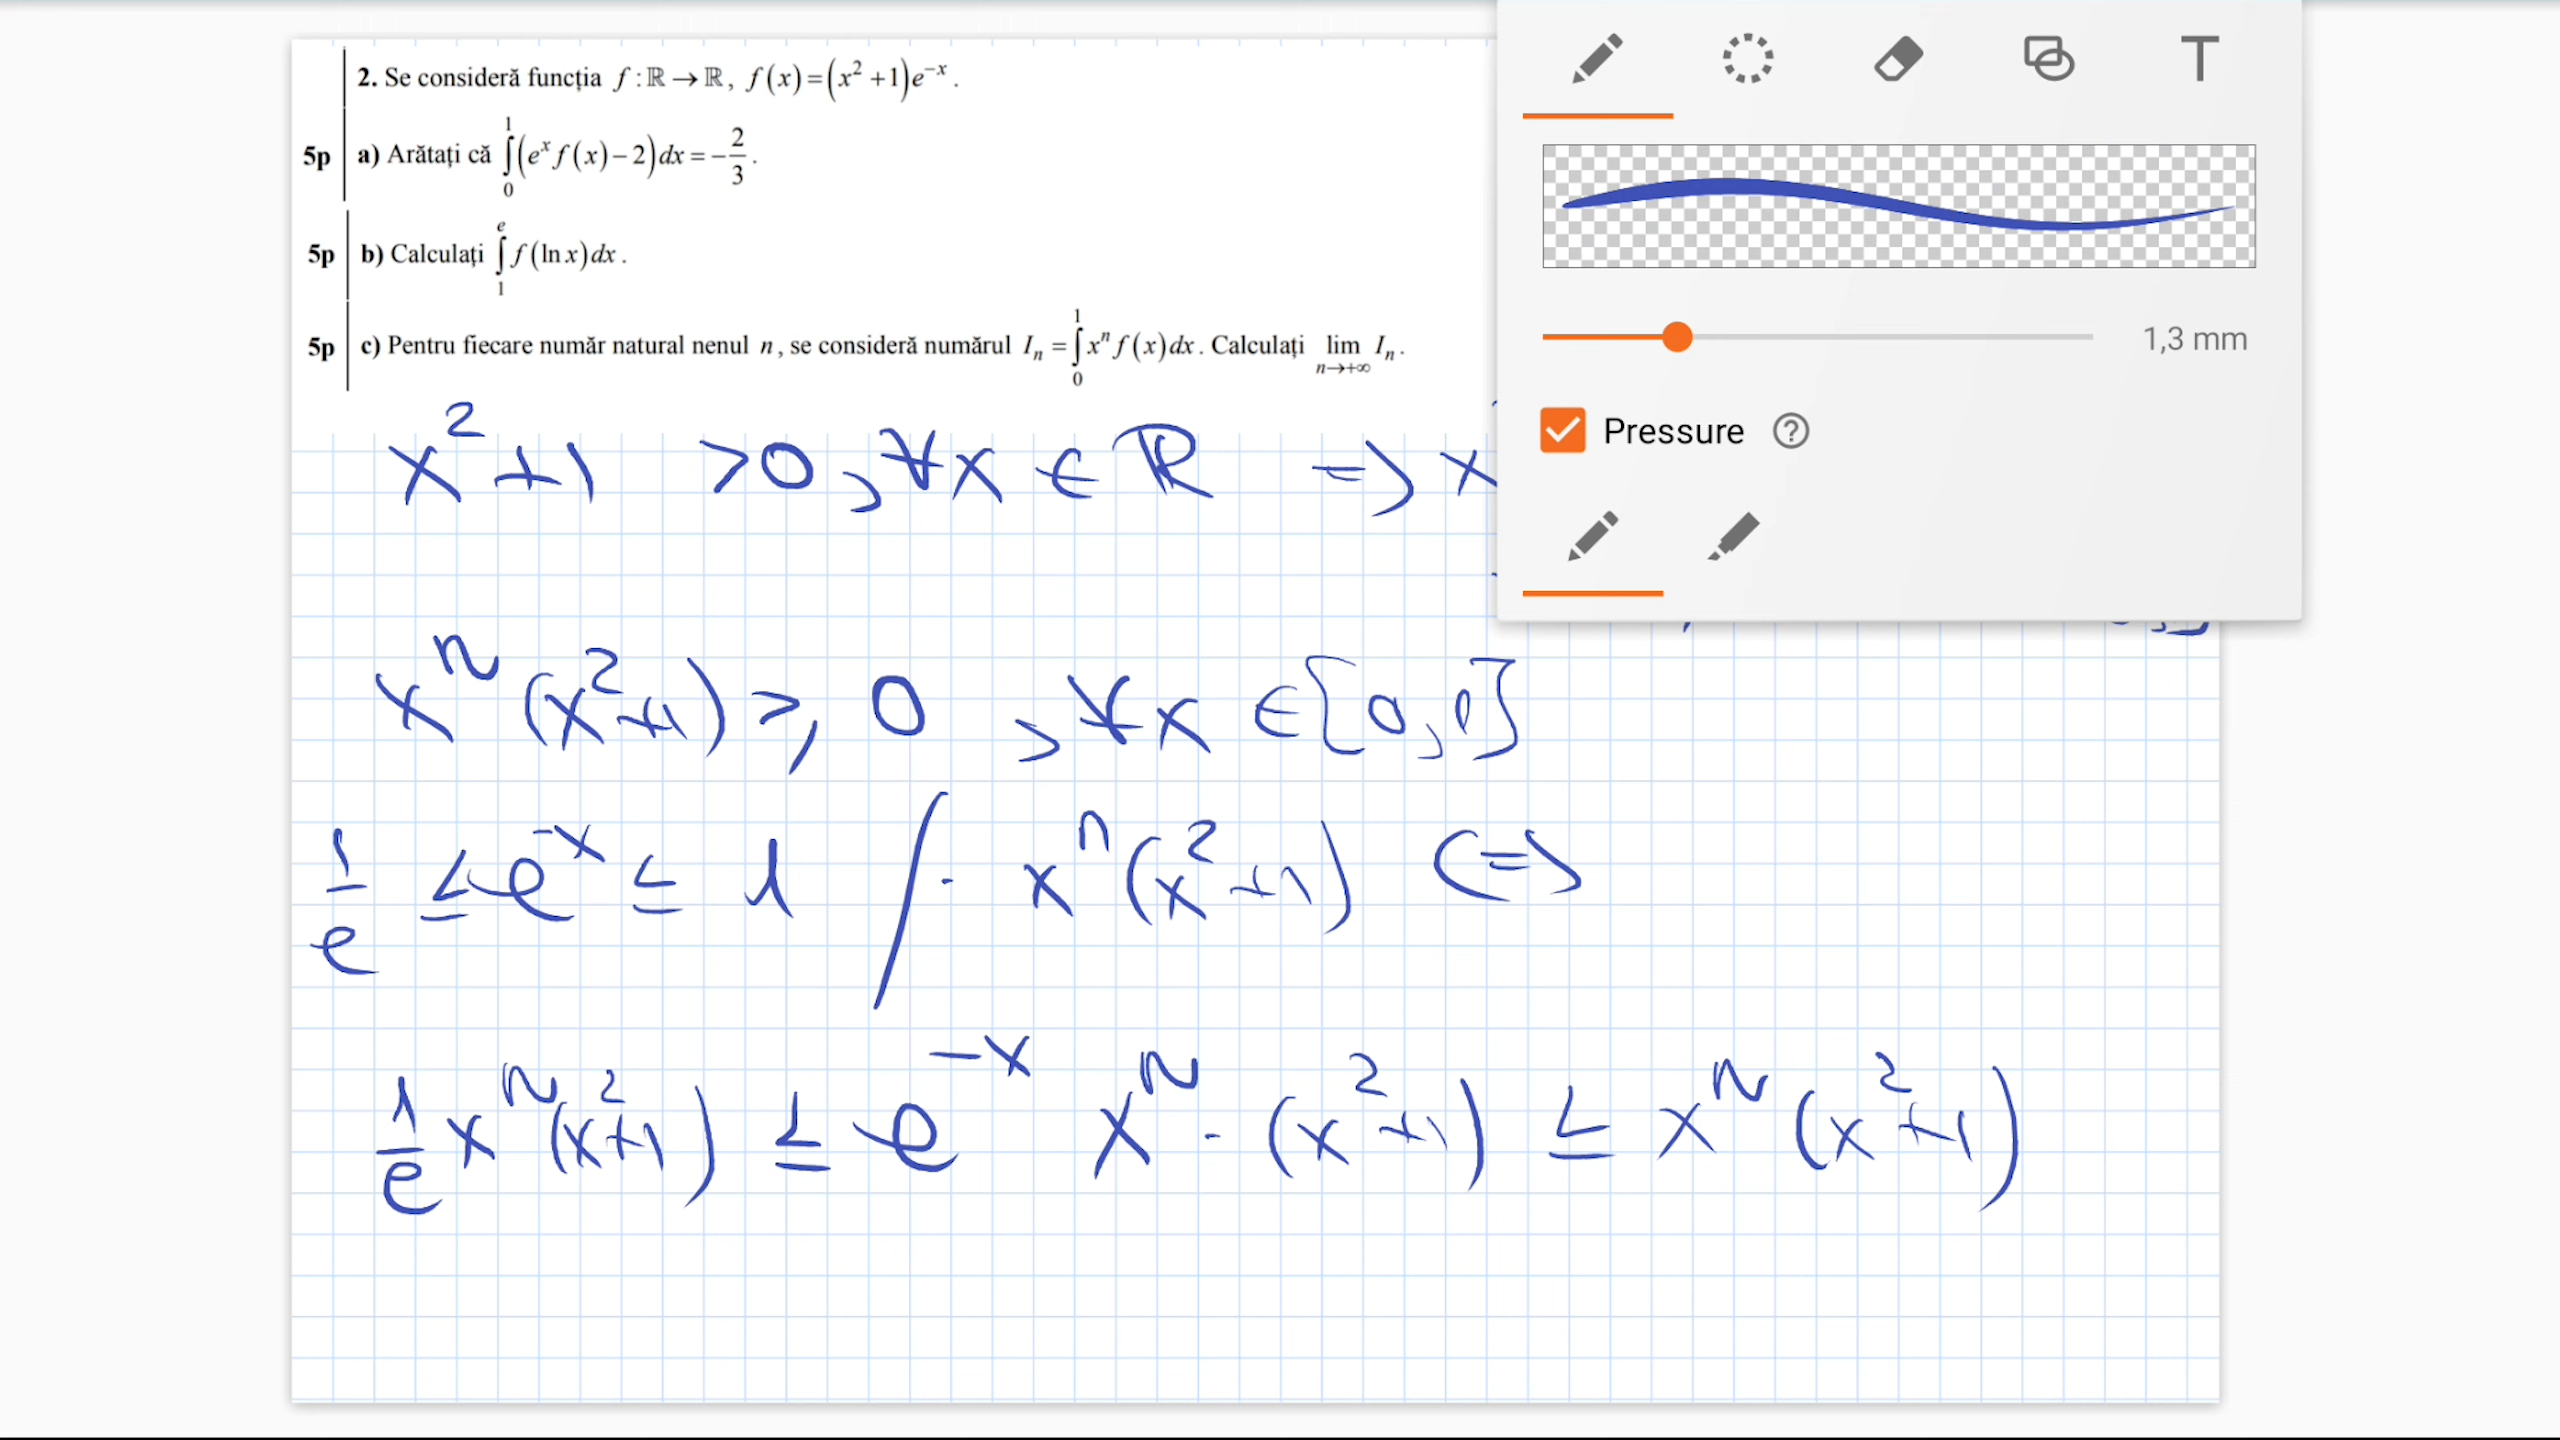 2. Se consideră funcția f : ℝ → ℝ, f(x) = (x² + 1)e⁻ˣ.
5p a) Arătați că ∫₀¹ (eˣ f(x) − 2) dx = −2/3.
5p b) Calculați ∫₁ᵉ f(ln x) dx.
5p c) Pentru fiecare număr natural nenul n, se consideră numărul Iₙ = ∫₀¹ xⁿ f(x) dx. Calculați lim n→+∞ Iₙ.
T
1,3 mm
Pressure
x² + 1 > 0, ∀x ∈ ℝ => x
xⁿ (x² + 1) ≥ 0, ∀x ∈ [0,1]
1/e ≤ e⁻ˣ ≤ 1 / · xⁿ (x² + 1) <=>
1/e xⁿ (x² + 1) ≤ e⁻ˣ xⁿ · (x² + 1) ≤ xⁿ (x² + 1)